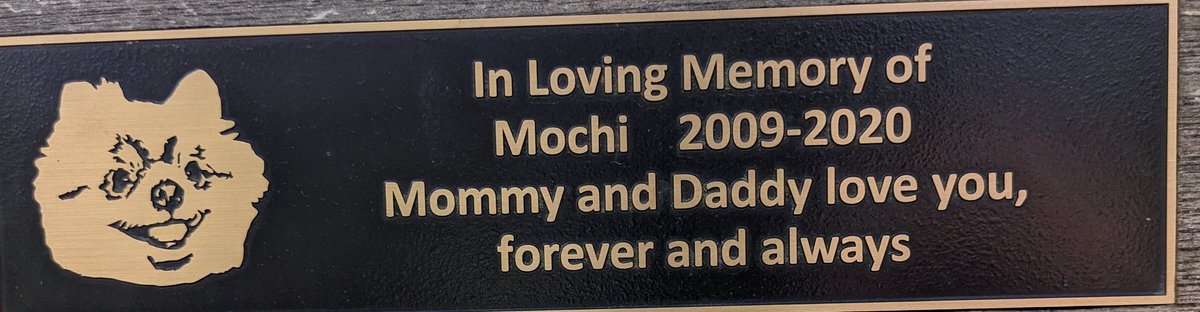 In Loving Memory of
Mochi 2009-2020
Mommy and Daddy love you,
forever and always